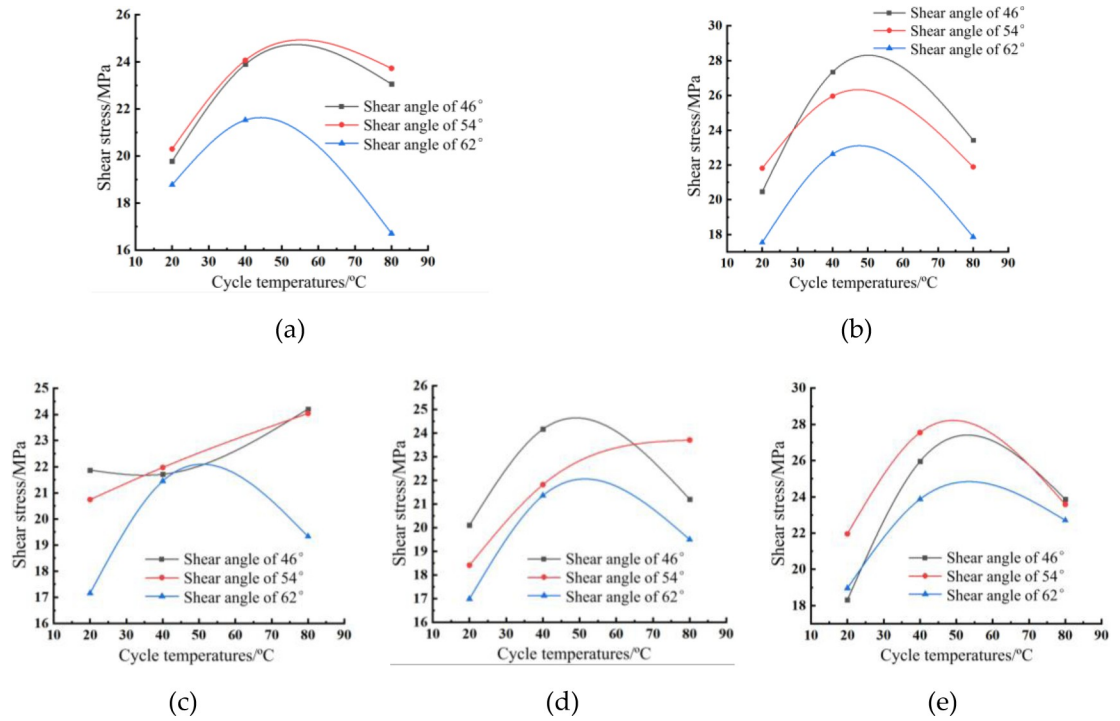 (a)
Shear stress/MPa
26
24
22
20
18
16
10 20 30 40 50 60 70 80 90
Cycle temperatures/ºC
Shear angle of 46°
Shear angle of 54°
Shear angle of 62°
(b)
Shear stress/MPa
30
28
26
24
22
20
18
10 20 30 40 50 60 70 80 90
Cycle temperatures/ºC
Shear angle of 46°
Shear angle of 54°
Shear angle of 62°
(c)
Shear stress/MPa
25
24
23
22
21
20
19
18
17
16
10 20 30 40 50 60 70 80 90
Cycle temperatures/ºC
Shear angle of 46°
Shear angle of 54°
Shear angle of 62°
(d)
Shear stress/MPa
26
25
24
23
22
21
20
19
18
17
16
10 20 30 40 50 60 70 80 90
Cycle temperatures/ºC
Shear angle of 46°
Shear angle of 54°
Shear angle of 62°
(e)
Shear stress/MPa
30
28
26
24
22
20
18
10 20 30 40 50 60 70 80 90
Cycle temperatures/ºC
Shear angle of 46°
Shear angle of 54°
Shear angle of 62°